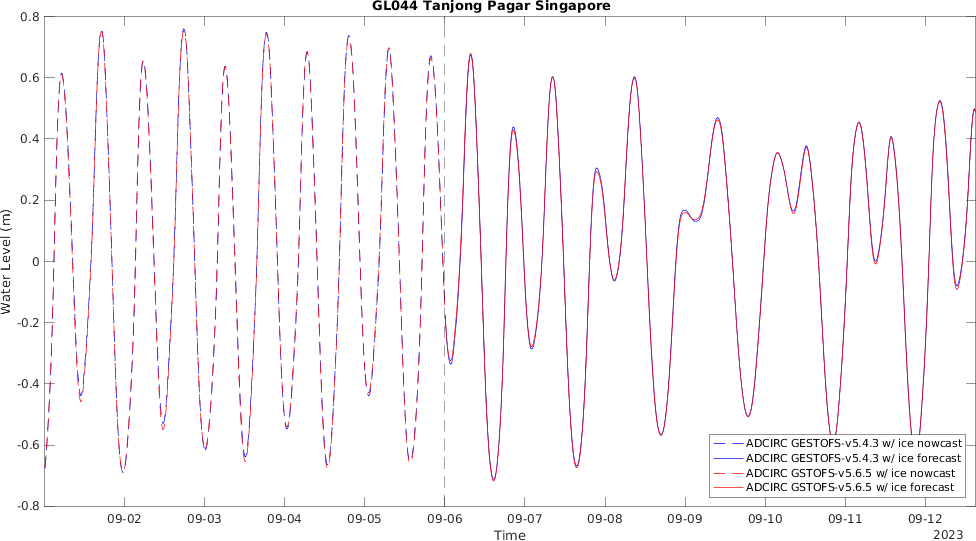 GL044 Tanjong Pagar Singapore
0.8
0.6
0.4
0.2
0
-0.2
-0.4
-0.6
-0.8
Water Level (m)
09-02 09-03 09-04 09-05 09-06 09-07 09-08 09-09 09-10 09-11 09-12
Time
2023
ADCIRC GESTOFS-v5.4.3 w/ ice nowcast
ADCIRC GESTOFS-v5.4.3 w/ ice forecast
ADCIRC GSTOFS-v5.6.5 w/ ice nowcast
ADCIRC GSTOFS-v5.6.5 w/ ice forecast